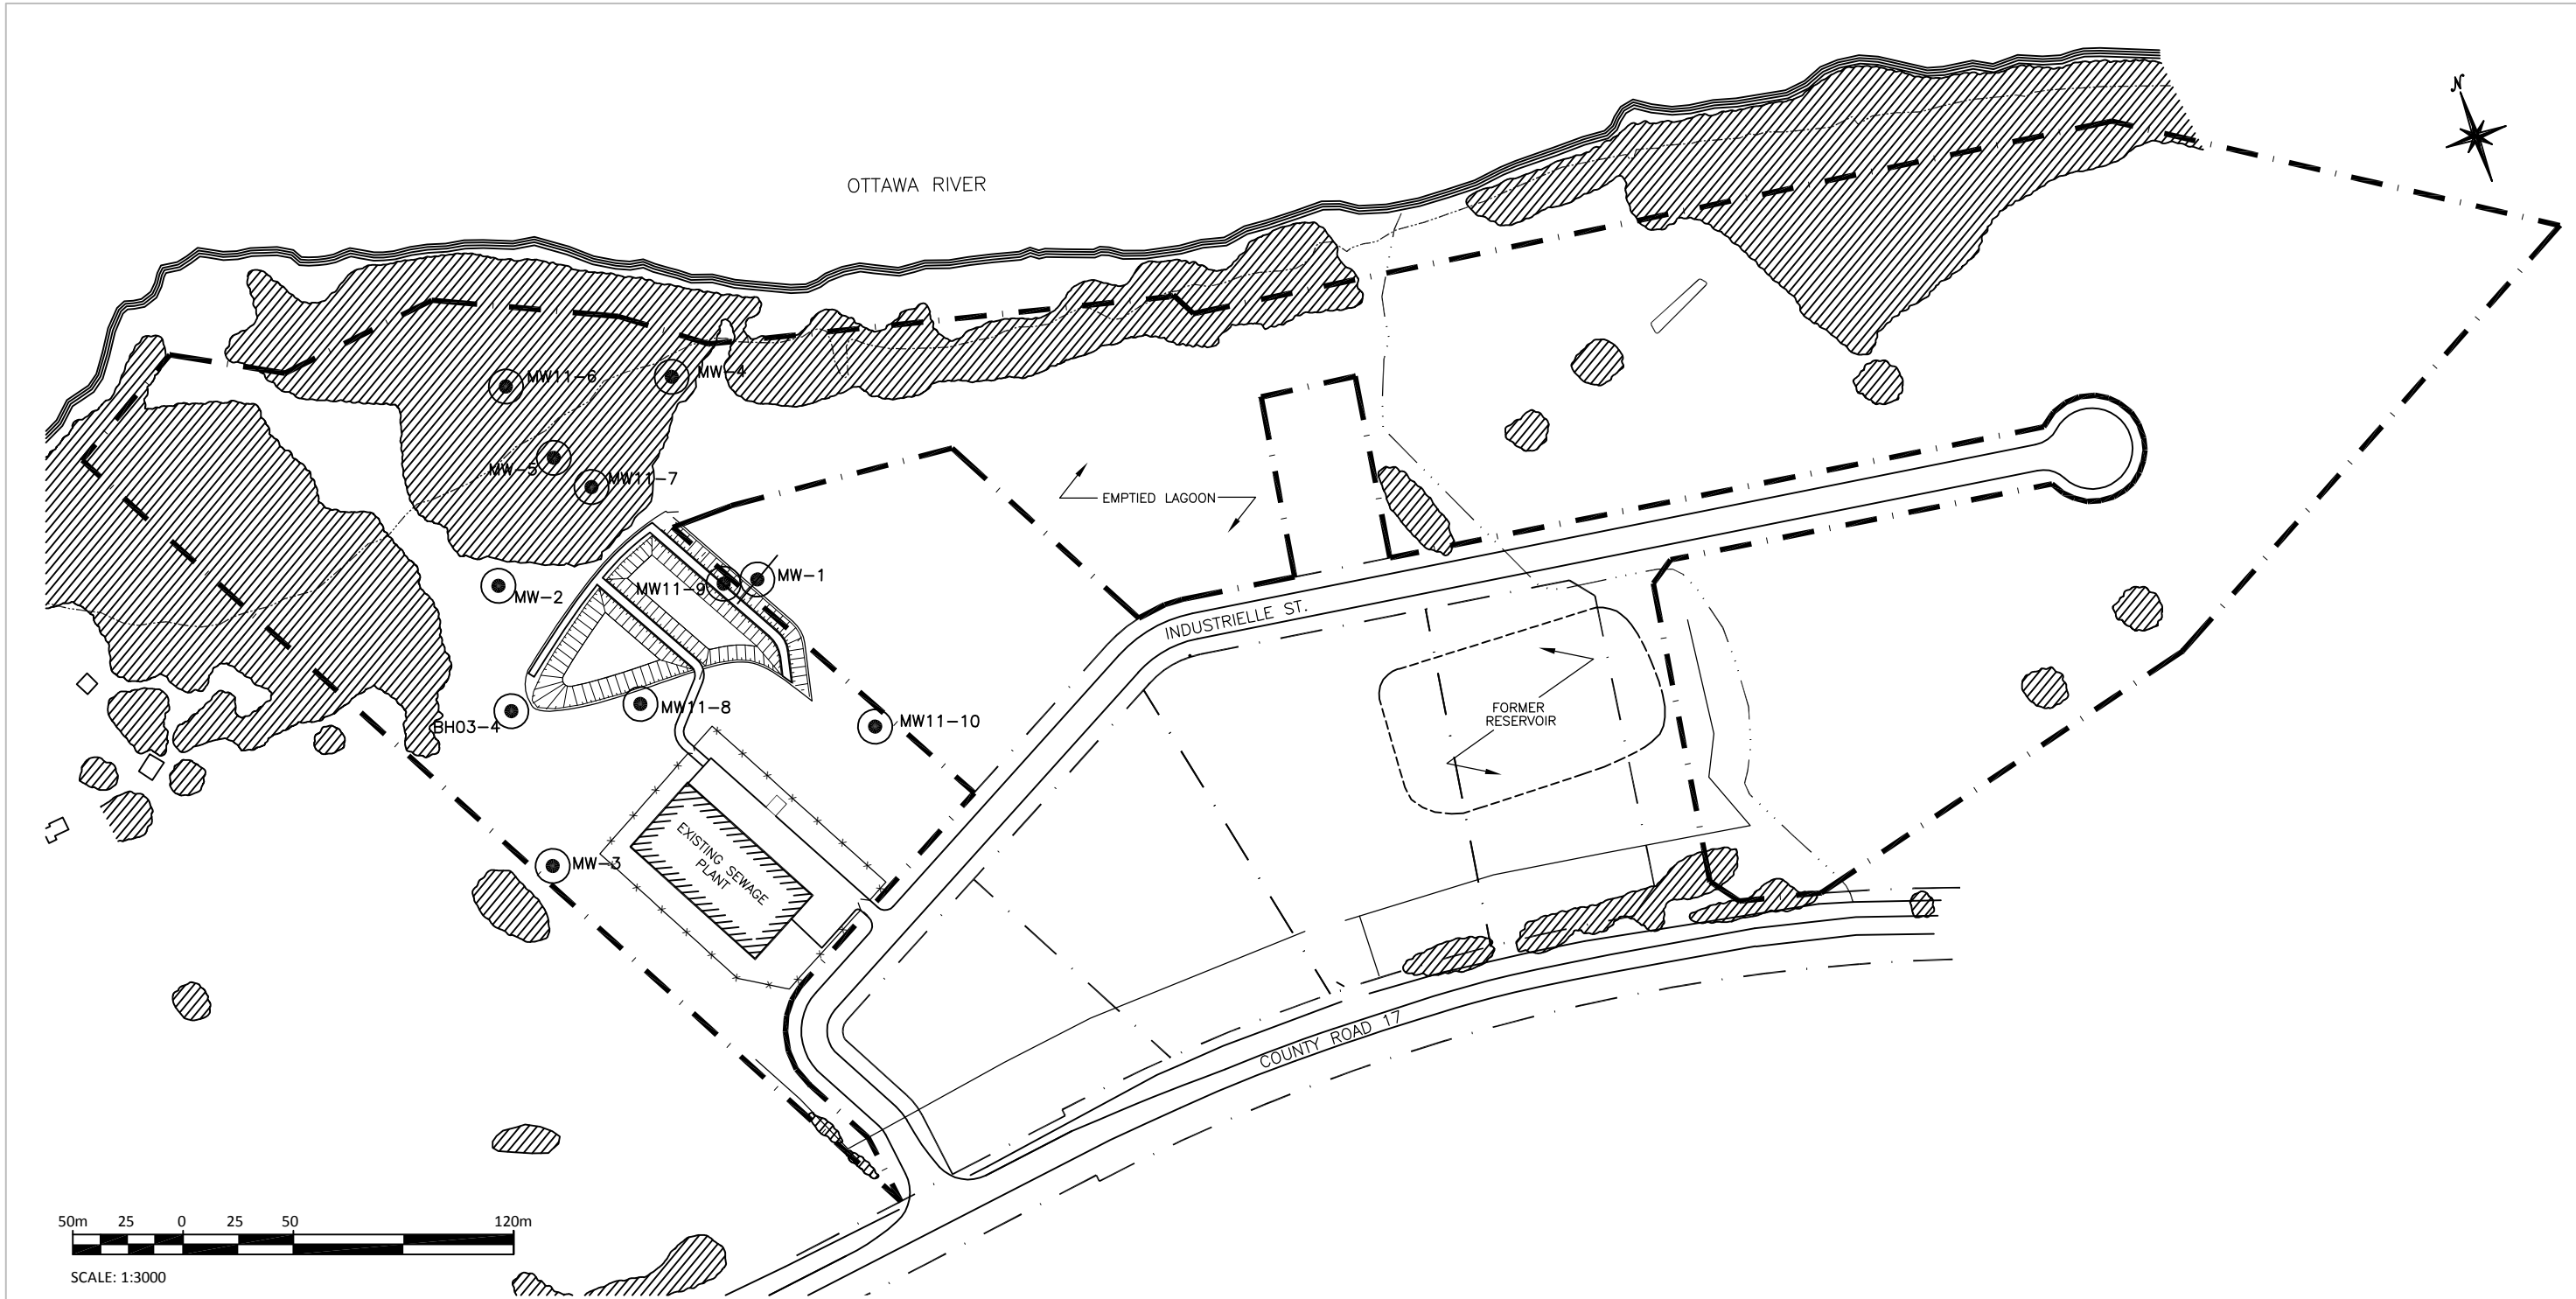 N
OTTAWA RIVER
MW11-6
MW-4
MW-5
MW11-7
EMPTIED LAGOON
MW-2
MW11-9
MW-1
INDUSTRIELLE ST.
BH03-4
MW11-8
MW11-10
FORMER
RESERVOIR
MW-3
EXISTING SEWAGE
PLANT
COUNTY ROAD 17
50m 25 0 25 50 120m
SCALE: 1:3000